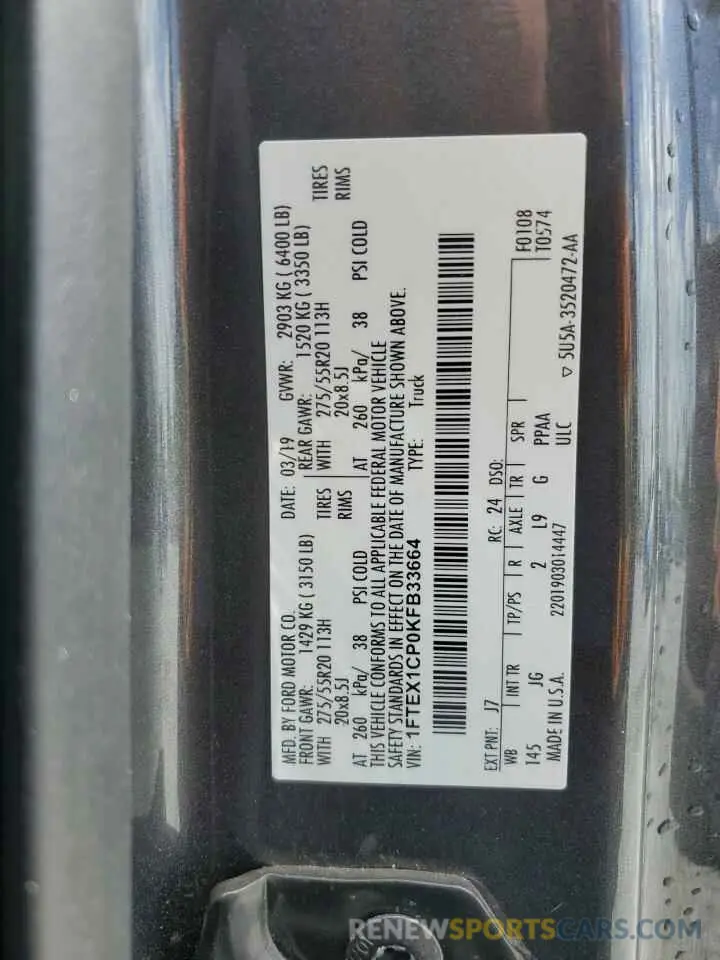 MFD. BY FORD MOTOR CO. DATE: 03/19 GVWR: 2903 KG ( 6400 LB)
FRONT GAWR: 1429 KG ( 3150 LB) REAR GAWR: 1520 KG ( 3350 LB)
WITH 275/55R20 113H TIRES WITH 275/55R20 113H TIRES
20x8.5J RIMS 20x8.5J RIMS
AT 260 kPa/ 38 PSI COLD AT 260 kPa/ 38 PSI COLD
THIS VEHICLE CONFORMS TO ALL APPLICABLE FEDERAL MOTOR VEHICLE
SAFETY STANDARDS IN EFFECT ON THE DATE OF MANUFACTURE SHOWN ABOVE.
VIN: 1FTEX1CP0KFB33664 TYPE: Truck
EXT PNT: J7 RC: 24 DSO: F0108
WB INT TR TP/PS R AXLE TR SPR T0574
145 JG 2 L9 G PPAA
MADE IN U.S.A. 2201903014447 ULC ▽ 5U5A-3520472-AA
RENEWSPORTSCARS.COM